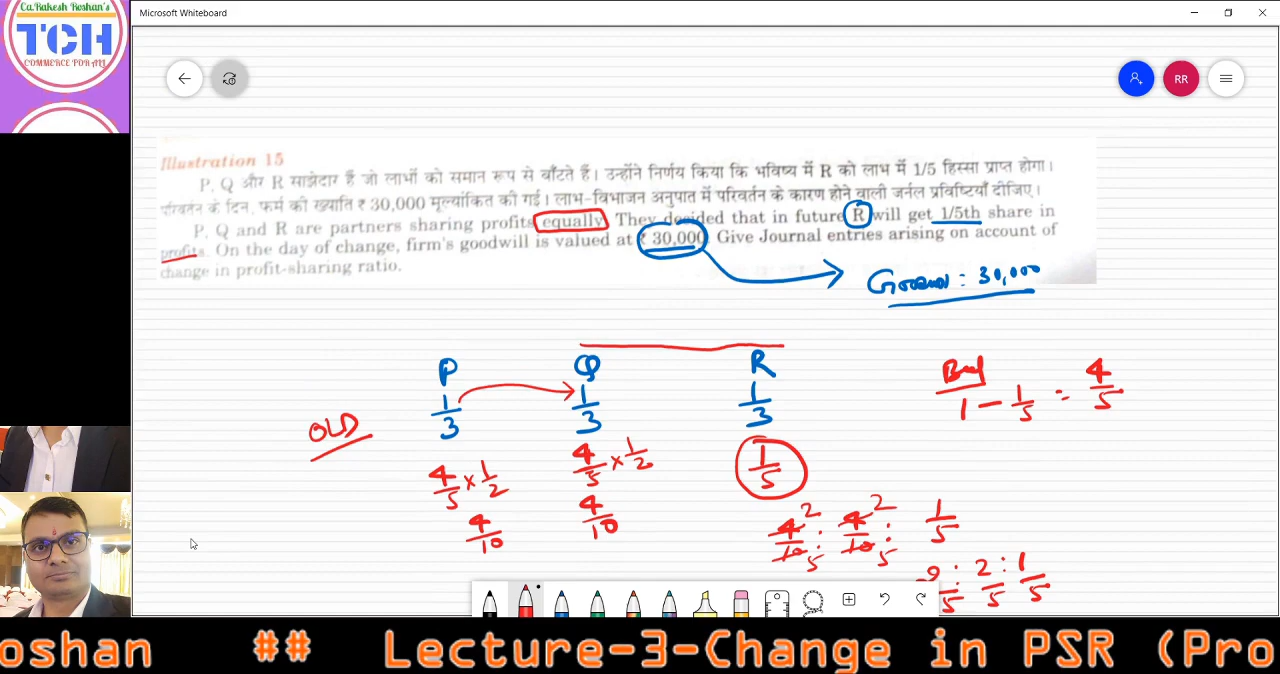 Ca.Rakesh Roshan's
TCH
COMMERCE FOR ALL
Microsoft Whiteboard
RR
Illustration 15
P, Q और R साझेदार हैं जो लाभों को समान रूप से बाँटते हैं। उन्होंने निर्णय किया कि भविष्य में R को लाभ में 1/5 हिस्सा प्राप्त होगा।
परिवर्तन के दिन, फर्म की ख्याति ₹ 30,000 मूल्यांकित की गई। लाभ-विभाजन अनुपात में परिवर्तन के कारण होने वाली जर्नल प्रविष्टियाँ दीजिए।
P, Q and R are partners sharing profits equally. They decided that in future R will get 1/5th share in
profits. On the day of change, firm's goodwill is valued at ₹ 30,000. Give Journal entries arising on account of
change in profit-sharing ratio.
Goodwill = 30,000
P Q R
OLD 1/3 1/3 1/3
4/5 × 1/2 4/5 × 1/2 1/5
4/10 4/10
1 - 1/5 = 4/5
4/10 2/5 : 4/10 2/5 : 1/5
2/5 : 2/5 : 1/5
oshan ## Lecture-3-Change in PSR (Pro